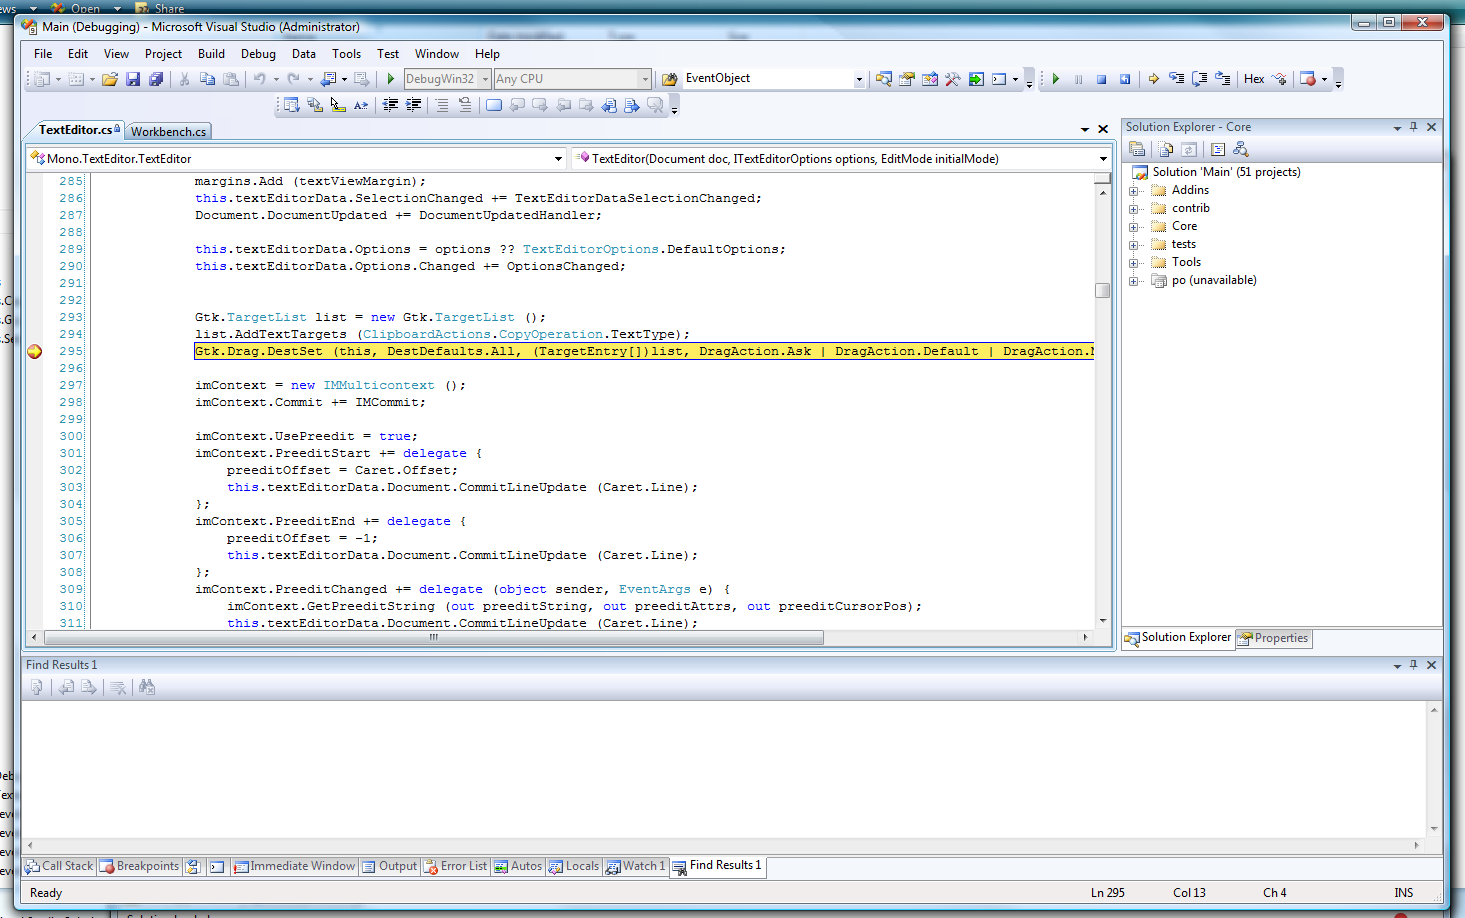 ews Open Share
Main (Debugging) - Microsoft Visual Studio (Administrator)
File Edit View Project Build Debug Data Tools Test Window Help
DebugWin32 Any CPU EventObject Hex
TextEditor.cs Workbench.cs
Mono.TextEditor.TextEditor TextEditor(Document doc, ITextEditorOptions options, EditMode initialMode)
285 margins.Add (textViewMargin);
286 this.textEditorData.SelectionChanged += TextEditorDataSelectionChanged;
287 Document.DocumentUpdated += DocumentUpdatedHandler;
288
289 this.textEditorData.Options = options ?? TextEditorOptions.DefaultOptions;
290 this.textEditorData.Options.Changed += OptionsChanged;
291
292
293 Gtk.TargetList list = new Gtk.TargetList ();
294 list.AddTextTargets (ClipboardActions.CopyOperation.TextType);
295 Gtk.Drag.DestSet (this, DestDefaults.All, (TargetEntry[])list, DragAction.Ask | DragAction.Default | DragAction.M
296
297 imContext = new IMMulticontext ();
298 imContext.Commit += IMCommit;
299
300 imContext.UsePreedit = true;
301 imContext.PreeditStart += delegate {
302 preeditOffset = Caret.Offset;
303 this.textEditorData.Document.CommitLineUpdate (Caret.Line);
304 };
305 imContext.PreeditEnd += delegate {
306 preeditOffset = -1;
307 this.textEditorData.Document.CommitLineUpdate (Caret.Line);
308 };
309 imContext.PreeditChanged += delegate (object sender, EventArgs e) {
310 imContext.GetPreeditString (out preeditString, out preeditAttrs, out preeditCursorPos);
311 this.textEditorData.Document.CommitLineUpdate (Caret.Line);
Solution Explorer - Core
Solution 'Main' (51 projects)
Addins
contrib
Core
tests
Tools
po (unavailable)
Solution Explorer Properties
Find Results 1
Call Stack Breakpoints Immediate Window Output Error List Autos Locals Watch 1 Find Results 1
Ready Ln 295 Col 13 Ch 4 INS